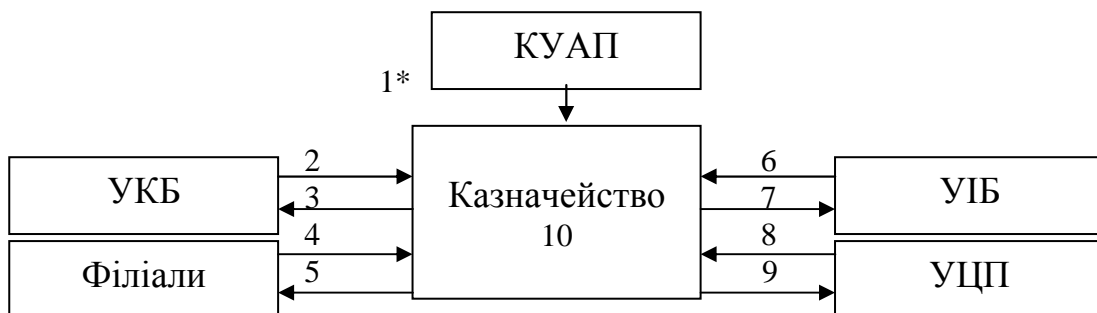 КУАП
1*
2
6
УКБ
3
Казначейство
7
УІБ
4
10
8
Філіали
5
9
УЦП